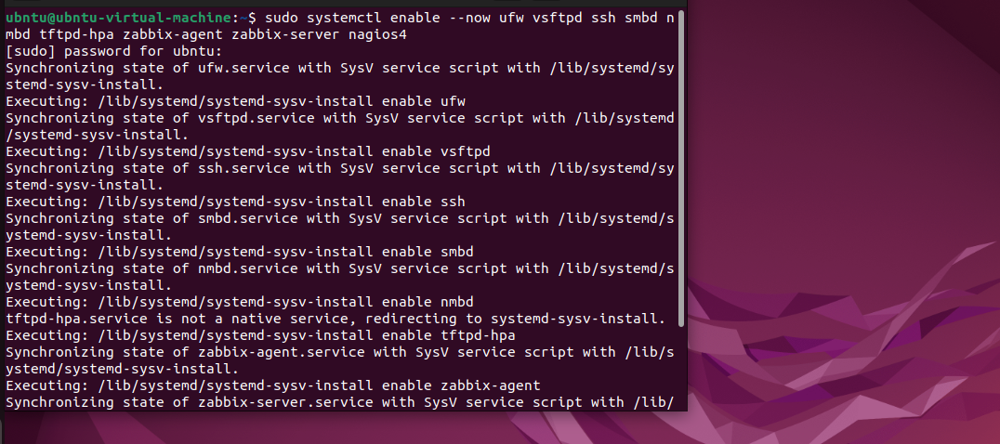 ubntu@ubntu-virtual-machine:~$ sudo systemctl enable --now ufw vsftpd ssh smbd n
mbd tftpd-hpa zabbix-agent zabbix-server nagios4
[sudo] password for ubntu:
Synchronizing state of ufw.service with SysV service script with /lib/systemd/sy
stemd-sysv-install.
Executing: /lib/systemd/systemd-sysv-install enable ufw
Synchronizing state of vsftpd.service with SysV service script with /lib/systemd
/systemd-sysv-install.
Executing: /lib/systemd/systemd-sysv-install enable vsftpd
Synchronizing state of ssh.service with SysV service script with /lib/systemd/sy
stemd-sysv-install.
Executing: /lib/systemd/systemd-sysv-install enable ssh
Synchronizing state of smbd.service with SysV service script with /lib/systemd/s
ystemd-sysv-install.
Executing: /lib/systemd/systemd-sysv-install enable smbd
Synchronizing state of nmbd.service with SysV service script with /lib/systemd/s
ystemd-sysv-install.
Executing: /lib/systemd/systemd-sysv-install enable nmbd
tftpd-hpa.service is not a native service, redirecting to systemd-sysv-install.
Executing: /lib/systemd/systemd-sysv-install enable tftpd-hpa
Synchronizing state of zabbix-agent.service with SysV service script with /lib/s
ystemd/systemd-sysv-install.
Executing: /lib/systemd/systemd-sysv-install enable zabbix-agent
Synchronizing state of zabbix-server.service with SysV service script with /lib/